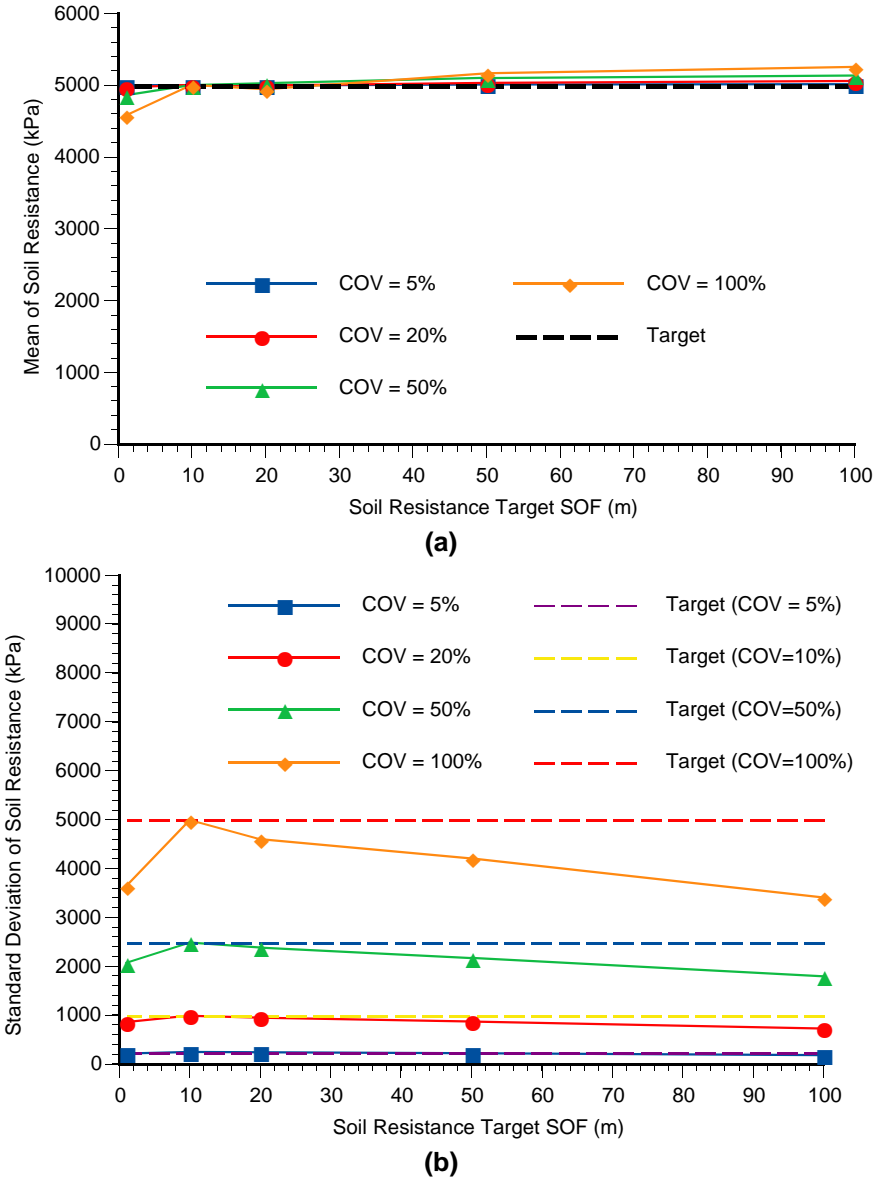 6000
5000
4000
3000
2000
1000
0
Mean of Soil Resistance (kPa)
COV = 5%
COV = 100%
COV = 20%
Target
COV = 50%
0 10 20 30 40 50 60 70 80 90 100
Soil Resistance Target SOF (m)
(a)
10000
9000
8000
7000
6000
5000
4000
3000
2000
1000
0
Standard Deviation of Soil Resistance (kPa)
COV = 5%
Target (COV = 5%)
COV = 20%
Target (COV=10%)
COV = 50%
Target (COV=50%)
COV = 100%
Target (COV=100%)
0 10 20 30 40 50 60 70 80 90 100
Soil Resistance Target SOF (m)
(b)